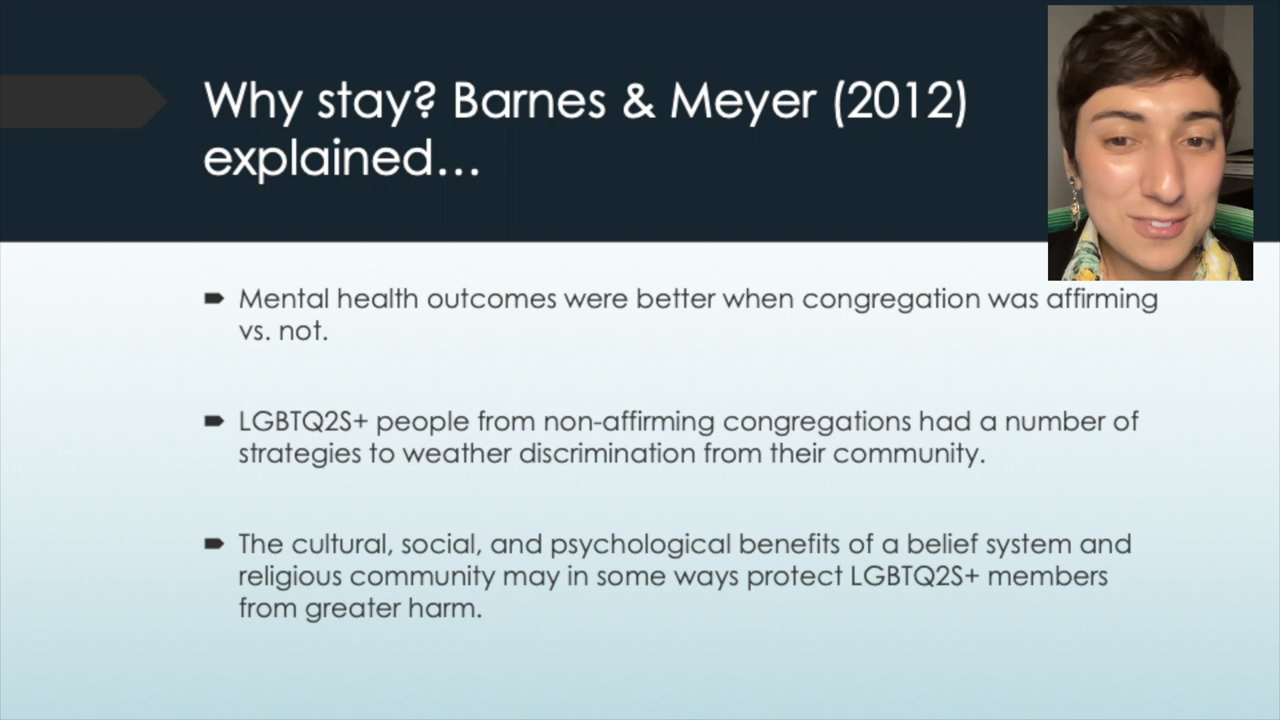 Why stay? Barnes & Meyer (2012)
explained…
Mental health outcomes were better when congregation was affirming
vs. not.
LGBTQ2S+ people from non-affirming congregations had a number of
strategies to weather discrimination from their community.
The cultural, social, and psychological benefits of a belief system and
religious community may in some ways protect LGBTQ2S+ members
from greater harm.